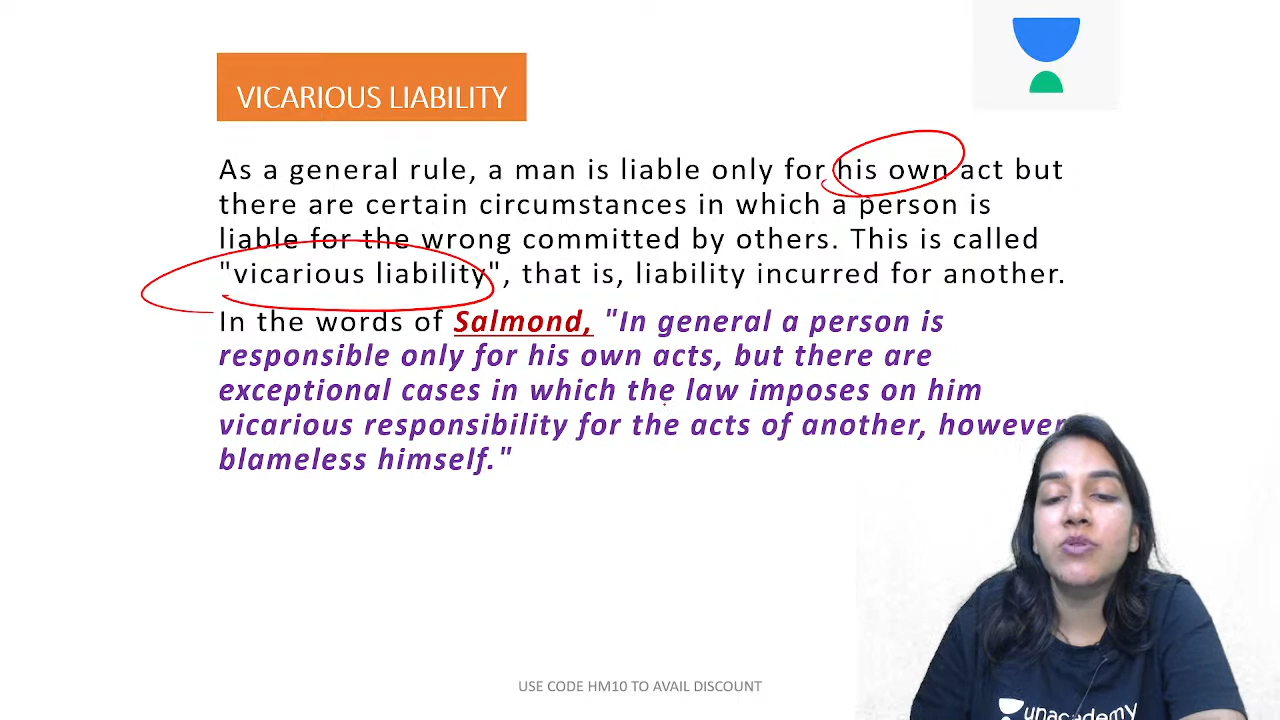 VICARIOUS LIABILITY
As a general rule, a man is liable only for his own act but
there are certain circumstances in which a person is
liable for the wrong committed by others. This is called
"vicarious liability", that is, liability incurred for another.
In the words of Salmond, "In general a person is
responsible only for his own acts, but there are
exceptional cases in which the law imposes on him
vicarious responsibility for the acts of another, however
blameless himself."
USE CODE HM10 TO AVAIL DISCOUNT
unacademy